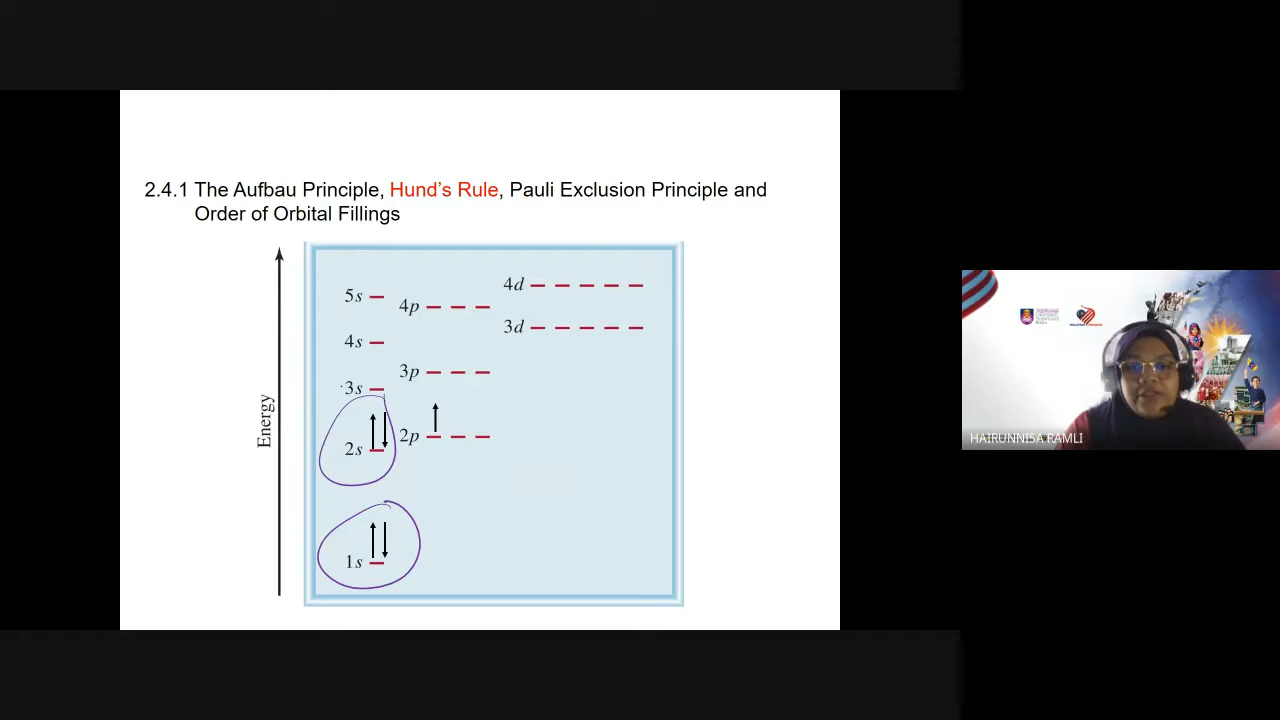 2.4.1 The Aufbau Principle, Hund's Rule, Pauli Exclusion Principle and
Order of Orbital Fillings
Energy
4d
5s
4p
3d
4s
3p
3s
2p
2s
1s
HAIRUNNISA RAMLI